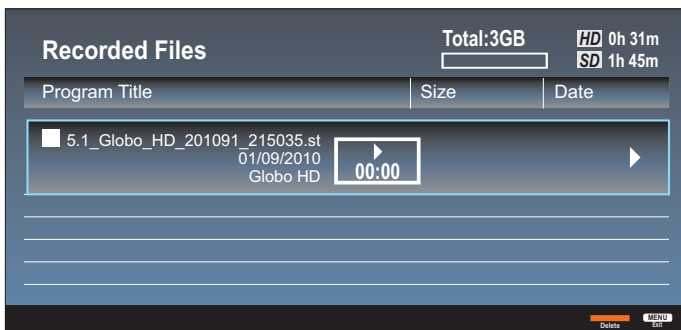 Recorded Files
Total:3GB
HD 0h 31m
SD 1h 45m
Program Title
Size
Date
5.1_Globo_HD_201091_215035.st
01/09/2010
Globo HD
00:00
Delete
MENU
Exit